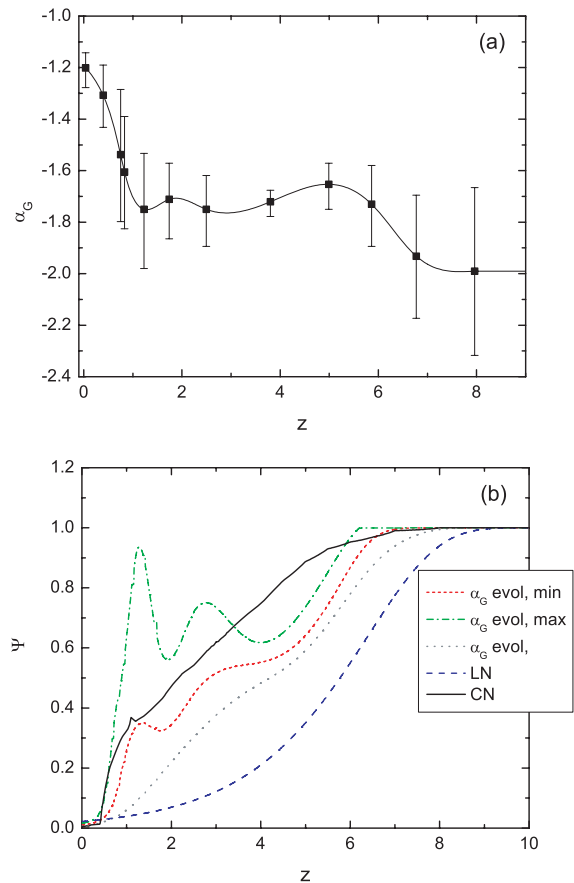 (a)
-1.0
-1.2
-1.4
-1.6
-1.8
-2.0
-2.2
-2.4
αG
0 2 4 6 8
z
(b)
1.2
1.0
0.8
0.6
0.4
0.2
0.0
Ψ
αG evol, min
αG evol, max
αG evol,
LN
CN
0 2 4 6 8 10
z